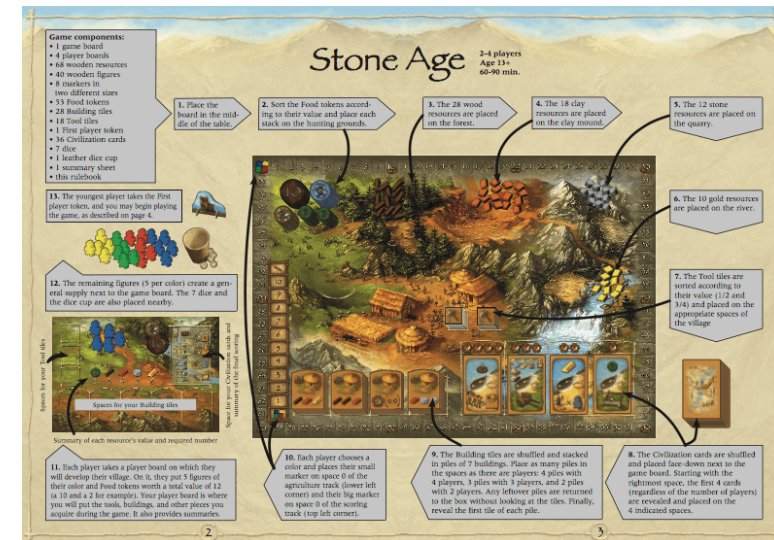 Game components:
• 1 game board
• 4 player boards
• 68 wooden resources
• 40 wooden figures
• 8 markers in
two different sizes
• 53 Food tokens
• 28 Building tiles
• 18 Tool tiles
• 1 First player token
• 36 Civilization cards
• 7 dice
• 1 leather dice cup
• 1 summary sheet
• this rulebook
Stone Age
2-4 players
Age 13+
60-90 min.
1. Place the
board in the mid-
dle of the table.
2. Sort the Food tokens accord-
ing to their value and place each
stack on the hunting grounds.
3. The 28 wood
resources are placed
on the forest.
4. The 18 clay
resources are placed
on the clay mound.
5. The 12 stone
resources are placed on
the quarry.
6. The 10 gold resources
are placed on the river.
7. The Tool tiles are
sorted according to
their value (1/2 and
3/4) and placed on the
appropriate spaces of
the village
13. The youngest player takes the First
player token, and you may begin playing
the game, as described on page 4.
12. The remaining figures (5 per color) create a gen-
eral supply next to the game board. The 7 dice and
the dice cup are also placed nearby.
Spaces for your Tool tiles
Spaces for your Building tiles
Space for your Civilization cards and
summary of the final scoring
Summary of each resource's value and required number
11. Each player takes a player board on which they
will develop their village. On it, they put 5 figures of
their color and Food tokens worth a total value of 12
(a 10 and a 2 for example). Your player board is where
you will put the tools, buildings, and other pieces you
acquire during the game. It also provides summaries.
10. Each player chooses a
color and places their small
marker on space 0 of the
agriculture track (lower left
corner) and their big marker
on space 0 of the scoring
track (top left corner).
9. The Building tiles are shuffled and stacked
in piles of 7 buildings. Place as many piles in
the spaces as there are players: 4 piles with
4 players, 3 piles with 3 players, and 2 piles
with 2 players. Any leftover piles are returned
to the box without looking at the tiles. Finally,
reveal the first tile of each pile.
8. The Civilization cards are shuffled
and placed face-down next to the
game board. Starting with the
rightmost space, the first 4 cards
(regardless of the number of players)
are revealed and placed on the
4 indicated spaces.
2
3